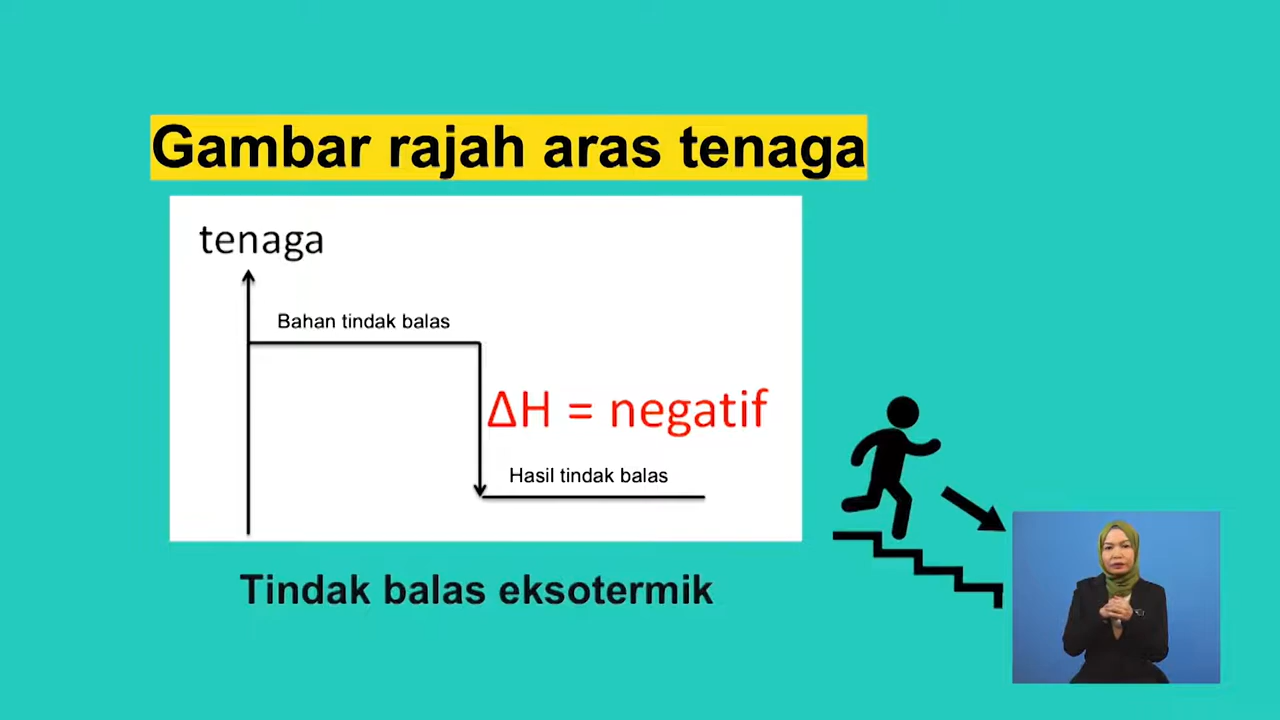 Gambar rajah aras tenaga
tenaga
Bahan tindak balas
ΔH = negatif
Hasil tindak balas
Tindak balas eksotermik